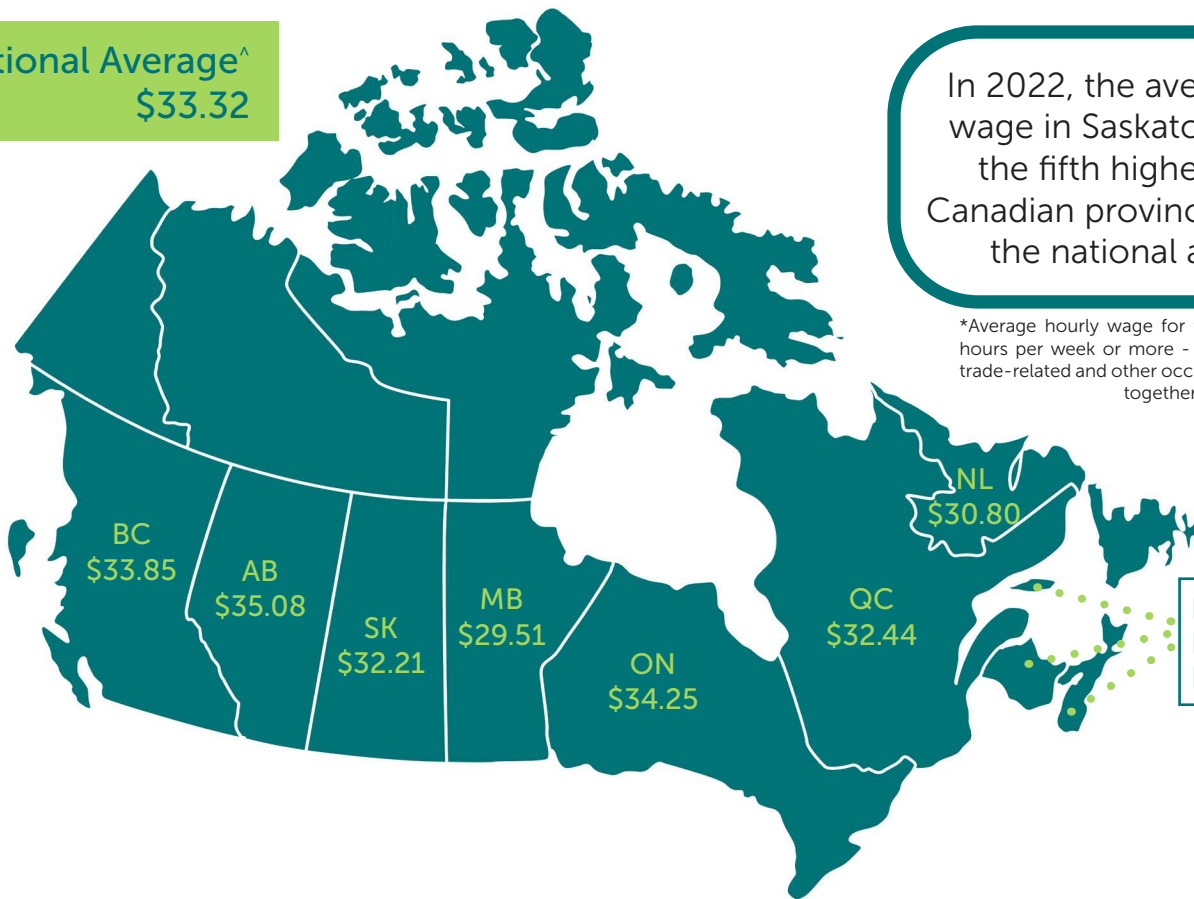 tional Average^
$33.32
In 2022, the ave
wage in Saskato
the fifth highe
Canadian provinc
the national a
*Average hourly wage for
hours per week or more -
trade-related and other occ
together
NL
$30.80
BC
$33.85
AB
$35.08
SK
$32.21
MB
$29.51
ON
$34.25
QC
$32.44